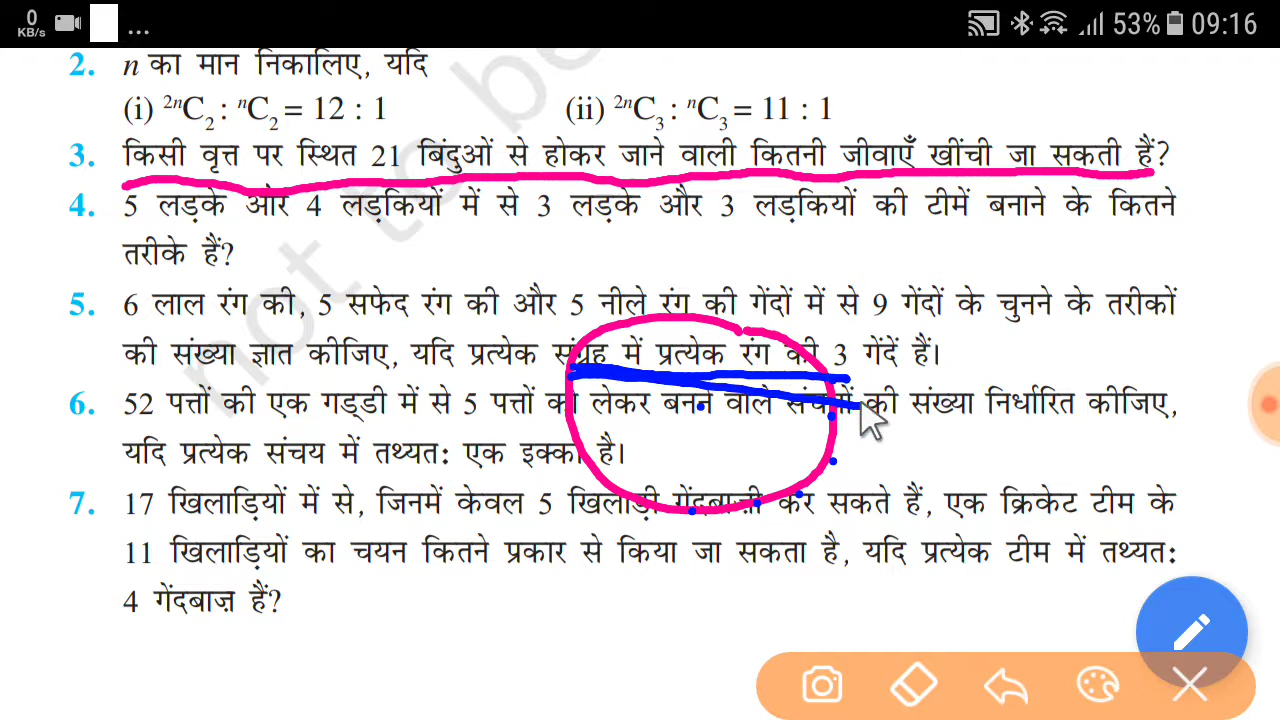 0
KB/s
...
53%
09:16
2. n का मान निकालिए, यदि
(i) ²ⁿC₂ : ⁿC₂ = 12 : 1 (ii) ²ⁿC₃ : ⁿC₃ = 11 : 1
3. किसी वृत्त पर स्थित 21 बिंदुओं से होकर जाने वाली कितनी जीवाएँ खींची जा सकती हैं?
4. 5 लड़के और 4 लड़कियों में से 3 लड़के और 3 लड़कियों की टीमें बनाने के कितने
तरीके हैं?
5. 6 लाल रंग की, 5 सफेद रंग की और 5 नीले रंग की गेंदों में से 9 गेंदों के चुनने के तरीकों
की संख्या ज्ञात कीजिए, यदि प्रत्येक संग्रह में प्रत्येक रंग की 3 गेंदें हैं।
6. 52 पत्तों की एक गड्डी में से 5 पत्तों को लेकर बनने वाले संचयों की संख्या निर्धारित कीजिए,
यदि प्रत्येक संचय में तथ्यतः एक इक्का है।
7. 17 खिलाड़ियों में से, जिनमें केवल 5 खिलाड़ी गेंदबाज़ी कर सकते हैं, एक क्रिकेट टीम के
11 खिलाड़ियों का चयन कितने प्रकार से किया जा सकता है, यदि प्रत्येक टीम में तथ्यतः
4 गेंदबाज़ हैं?
not to be